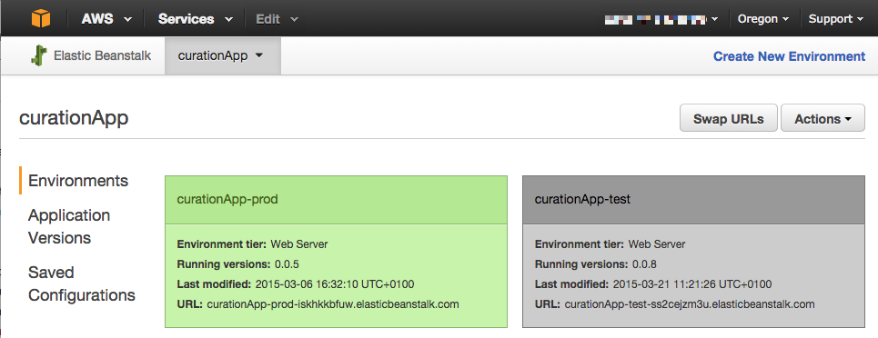 AWS Services Edit Oregon Support
Elastic Beanstalk curationApp Create New Environment
curationApp Swap URLs Actions
Environments
Application
Versions
Saved
Configurations
curationApp-prod
Environment tier: Web Server
Running versions: 0.0.5
Last modified: 2015-03-06 16:32:10 UTC+0100
URL: curationApp-prod-iskhkkbfuw.elasticbeanstalk.com
curationApp-test
Environment tier: Web Server
Running versions: 0.0.8
Last modified: 2015-03-21 11:21:26 UTC+0100
URL: curationApp-test-ss2cejzm3u.elasticbeanstalk.com